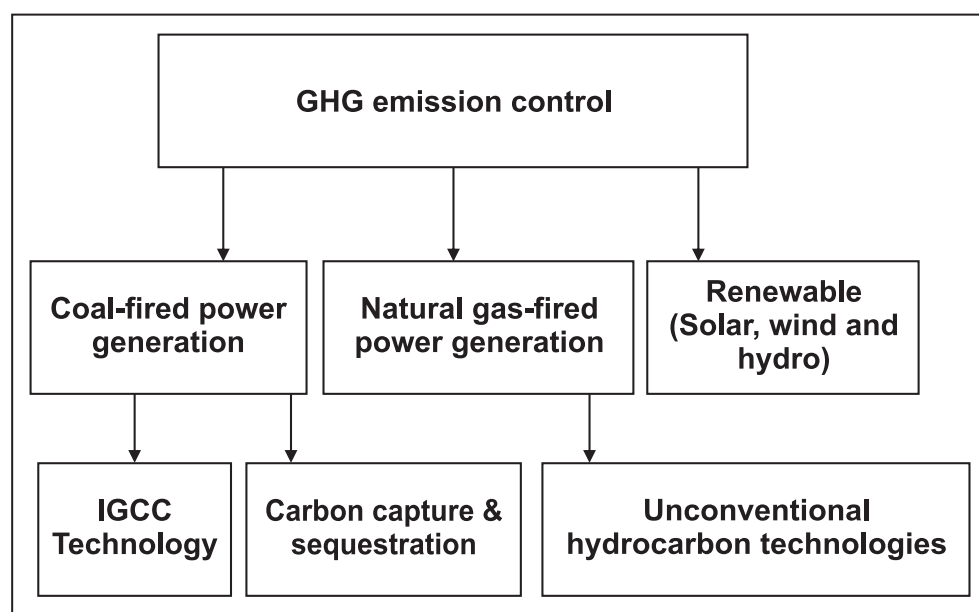 GHG emission control
Coal-fired power
generation
Natural gas-fired
power generation
Renewable
(Solar, wind and
hydro)
IGCC
Technology
Carbon capture &
sequestration
Unconventional
hydrocarbon technologies